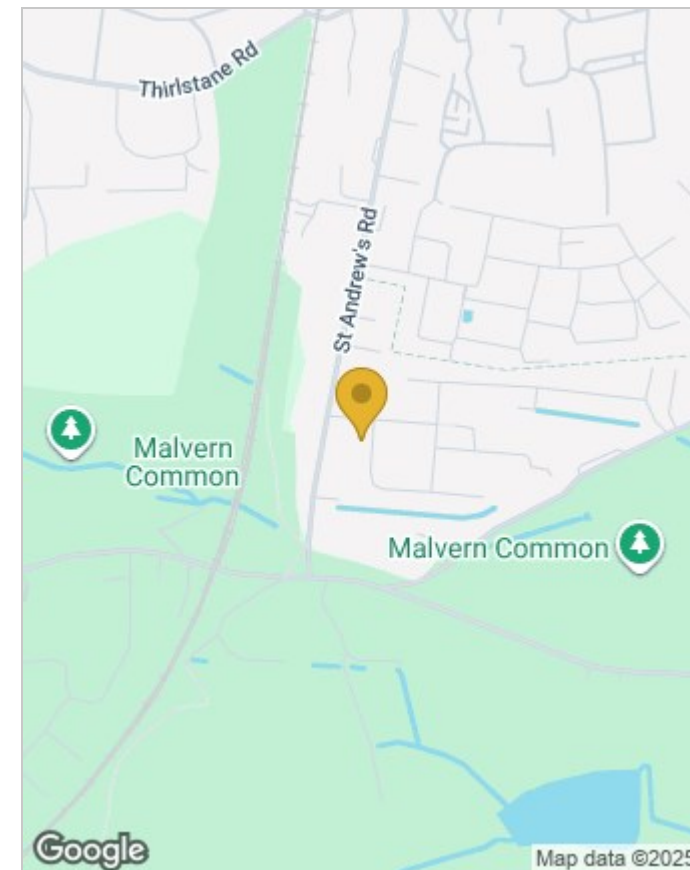 Thirlstane Rd
St Andrew's Rd
Malvern
Common
Malvern Common
Google
Map data ©2025